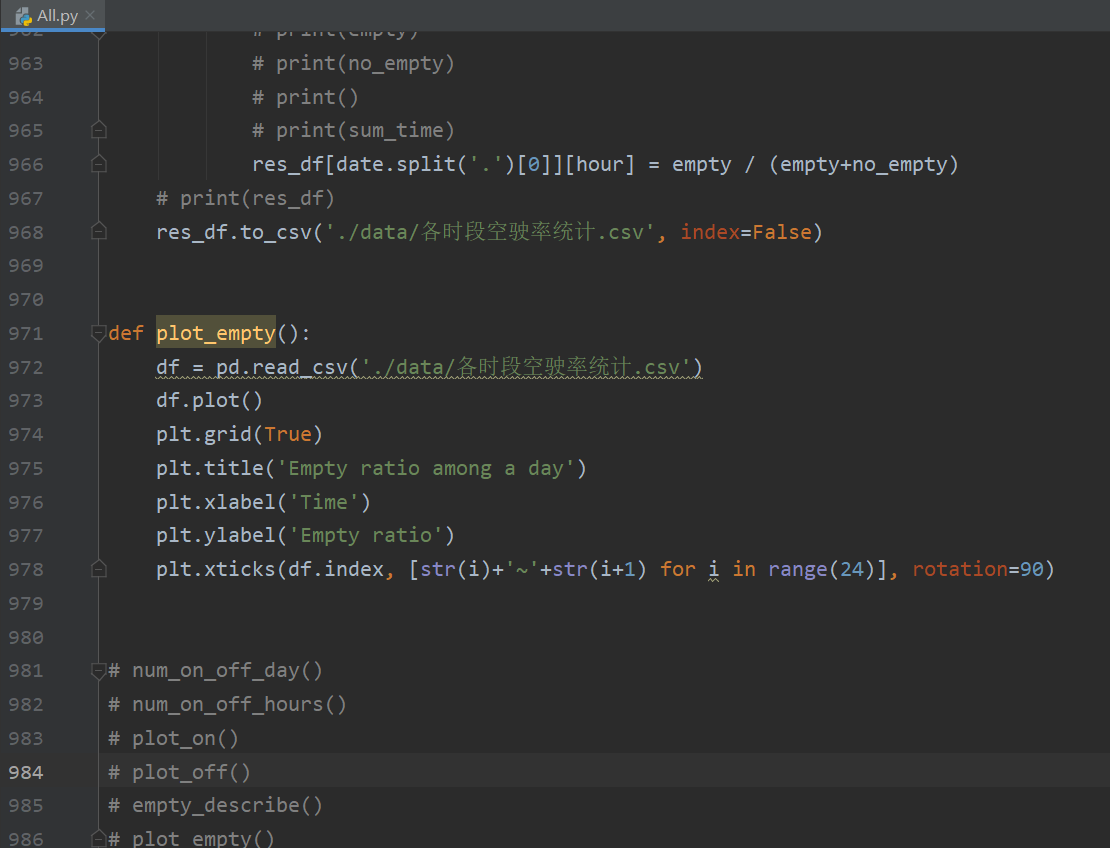 All.py
962 # print(empty)
963 # print(no_empty)
964 # print()
965 # print(sum_time)
966 res_df[date.split('.')[0]][hour] = empty / (empty+no_empty)
967 # print(res_df)
968 res_df.to_csv('./data/各时段空驶率统计.csv', index=False)
969
970
971 def plot_empty():
972 df = pd.read_csv('./data/各时段空驶率统计.csv')
973 df.plot()
974 plt.grid(True)
975 plt.title('Empty ratio among a day')
976 plt.xlabel('Time')
977 plt.ylabel('Empty ratio')
978 plt.xticks(df.index, [str(i)+'~'+str(i+1) for i in range(24)], rotation=90)
979
980
981 # num_on_off_day()
982 # num_on_off_hours()
983 # plot_on()
984 # plot_off()
985 # empty_describe()
986 # plot_empty()